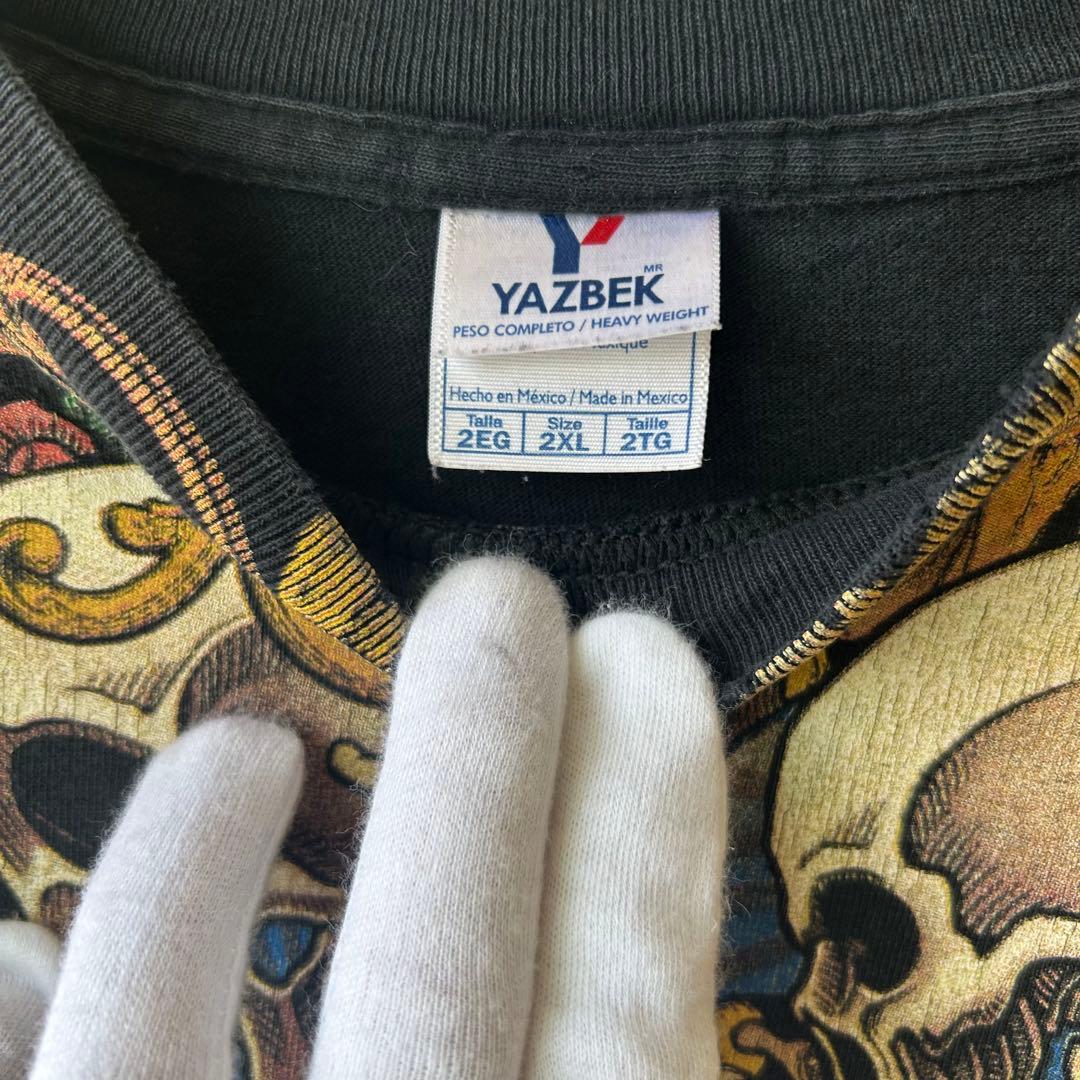 MR
YAZBEK
PESO COMPLETO / HEAVY WEIGHT
Hecho en México / Made in Mexico
Talla Size Taille
2EG 2XL 2TG